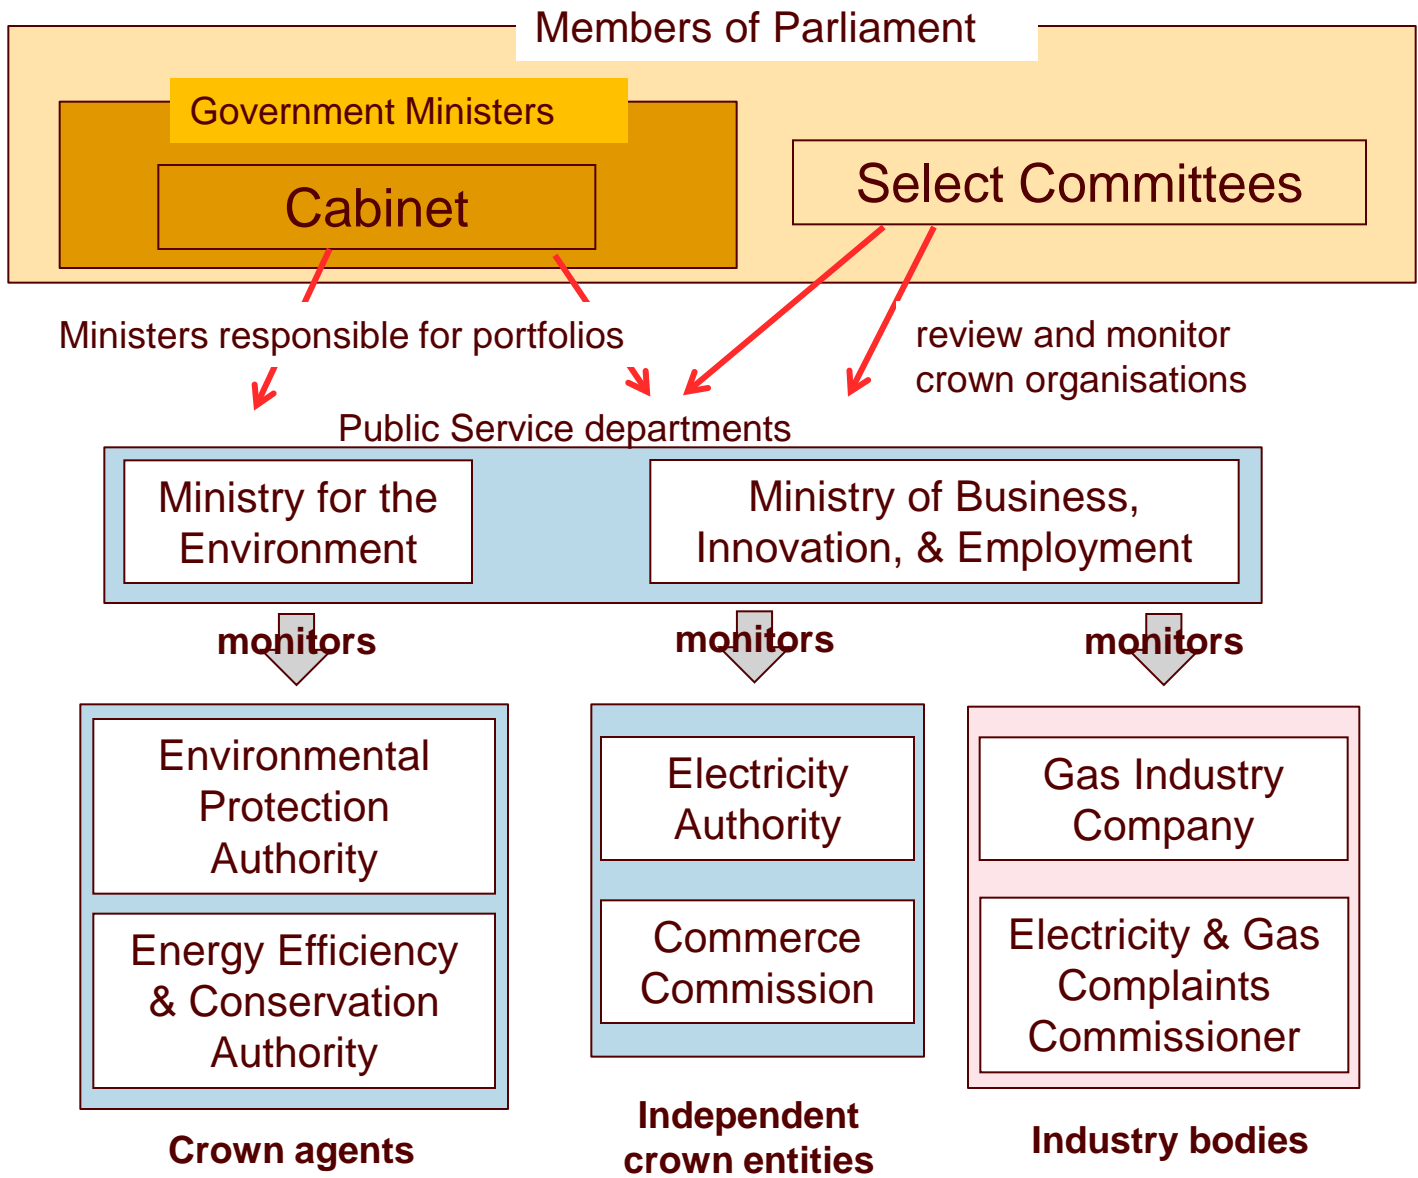 Members of Parliament
Government Ministers
Cabinet
Select Committees
Ministers responsible for portfolios
review and monitor
crown organisations
Public Service departments
Ministry for the
Environment
Ministry of Business,
Innovation, & Employment
monitors
monitors
monitors
Environmental
Protection
Authority
Energy Efficiency
& Conservation
Authority
Crown agents
Electricity
Authority
Commerce
Commission
Independent
crown entities
Gas Industry
Company
Electricity & Gas
Complaints
Commissioner
Industry bodies